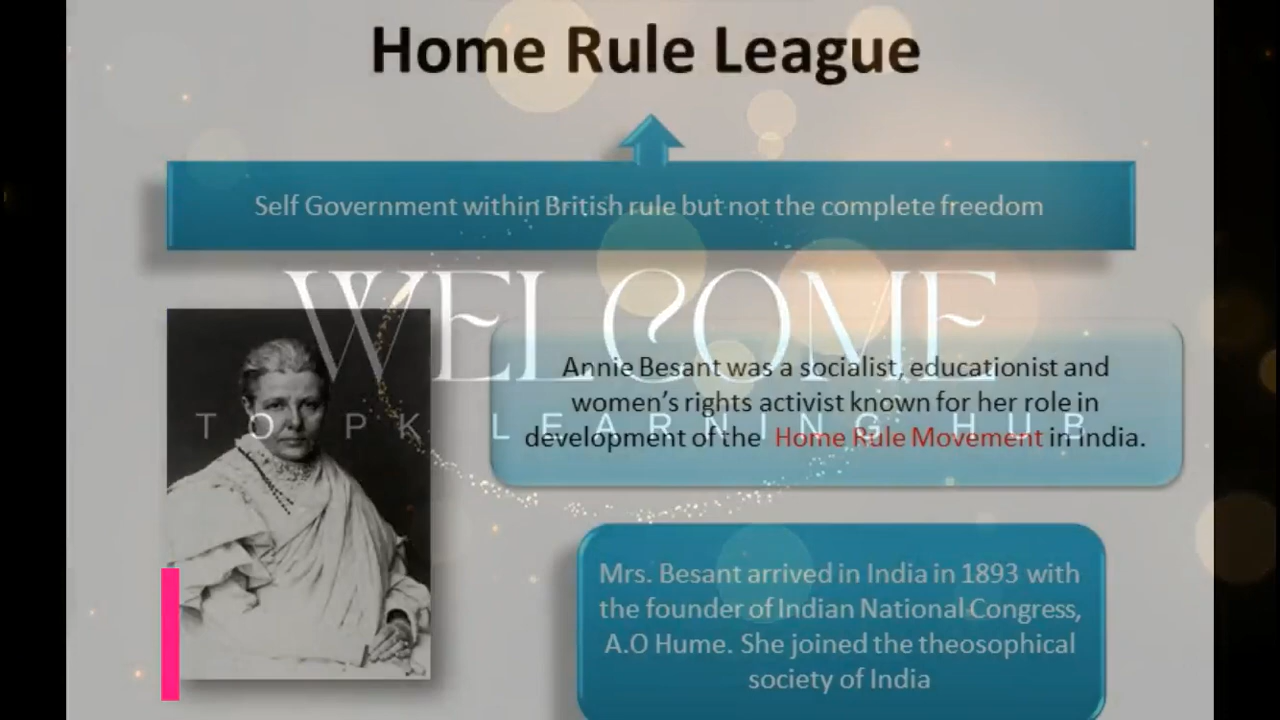 Home Rule League
Self Government within British rule but not the complete freedom
WELCOME
TO PK LEARNING HUB
Annie Besant was a socialist, educationist and
women's rights activist known for her role in
development of the Home Rule Movement in India.
Mrs. Besant arrived in India in 1893 with
the founder of Indian National Congress,
A.O Hume. She joined the theosophical
society of India